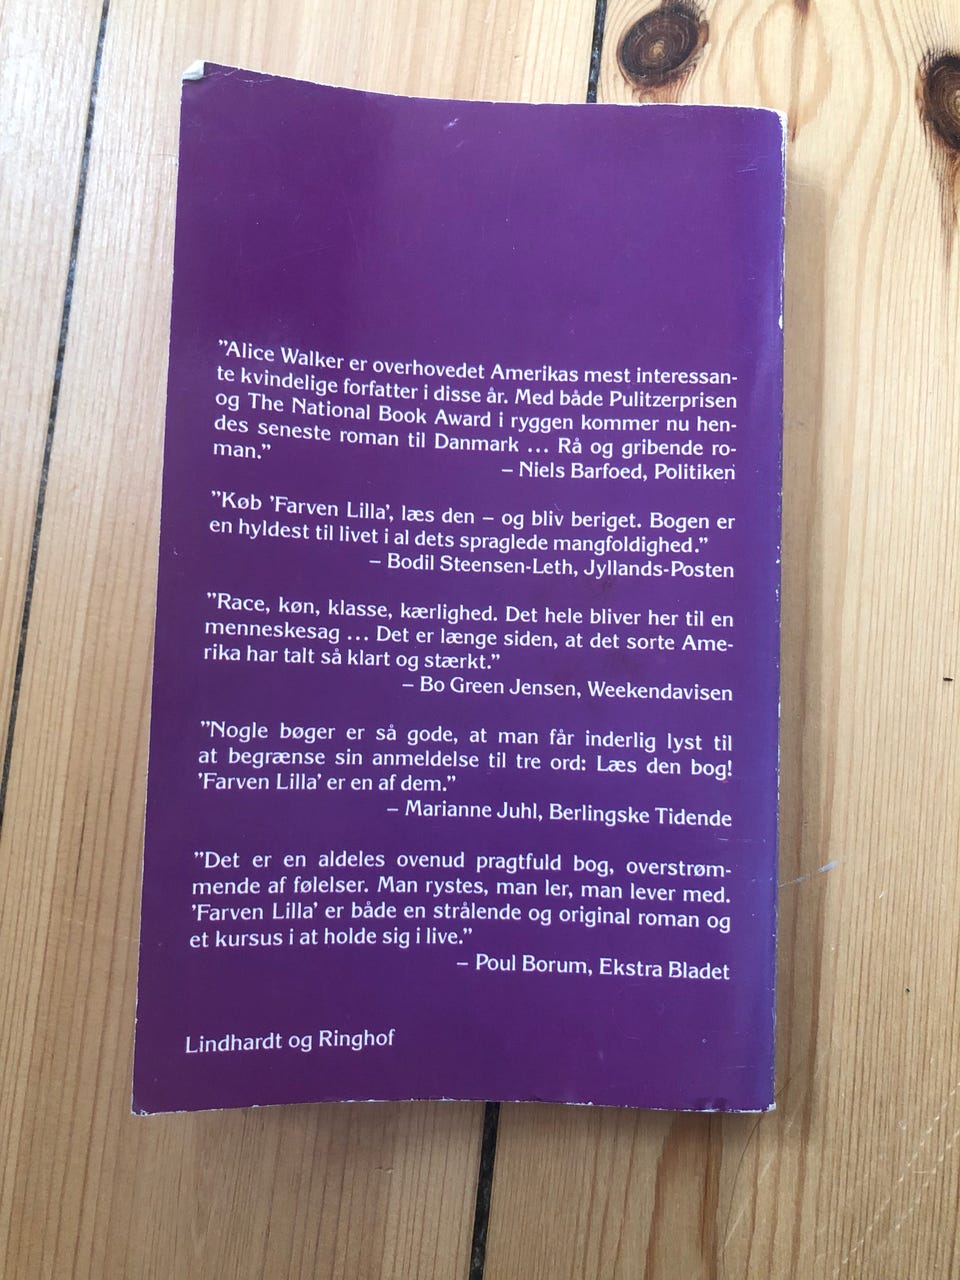 ”Alice Walker er overhovedet Amerikas mest interessan-
te kvindelige forfatter i disse år. Med både Pulitzerprisen
og The National Book Award i ryggen kommer nu hen-
des seneste roman til Danmark ... Rå og gribende ro-
man.”
– Niels Barfoed, Politiken
”Køb ’Farven Lilla’, læs den – og bliv beriget. Bogen er
en hyldest til livet i al dets spraglede mangfoldighed.”
– Bodil Steensen-Leth, Jyllands-Posten
”Race, køn, klasse, kærlighed. Det hele bliver her til en
menneskesag ... Det er længe siden, at det sorte Ame-
rika har talt så klart og stærkt.”
– Bo Green Jensen, Weekendavisen
”Nogle bøger er så gode, at man får inderlig lyst til
at begrænse sin anmeldelse til tre ord: Læs den bog!
’Farven Lilla’ er en af dem.”
– Marianne Juhl, Berlingske Tidende
”Det er en aldeles ovenud pragtfuld bog, overstrøm-
mende af følelser. Man rystes, man ler, man lever med.
’Farven Lilla’ er både en strålende og original roman og
et kursus i at holde sig i live.”
– Poul Borum, Ekstra Bladet
Lindhardt og Ringhof